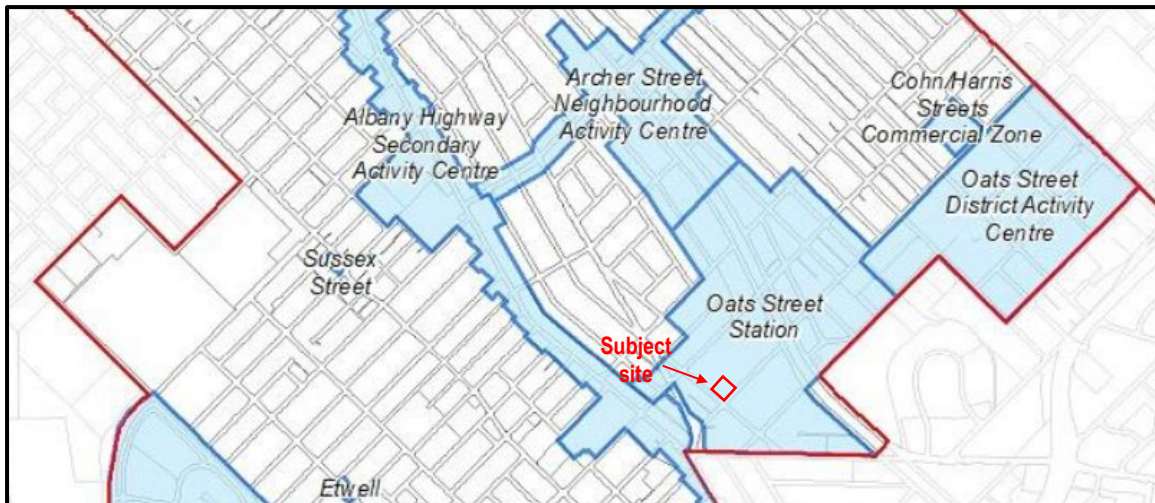 Albany Highway
Secondary
Activity Centre
Archer Street
Neighbourhood
Activity Centre
Cohn/Harris
Streets
Commercial Zone
Oats Street
District Activity
Centre
Sussex
Street
Oats Street
Station
Subject
site
Etwell